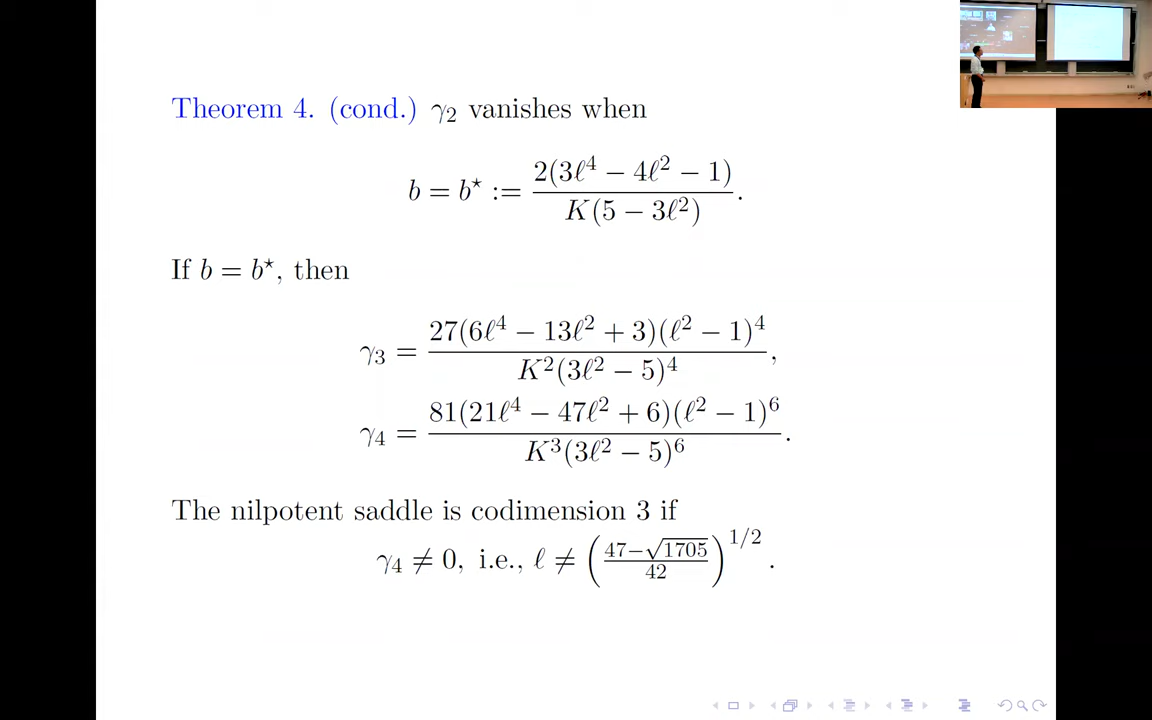 Theorem 4. (cond.) γ₂ vanishes when
b = b⋆ := 2(3ℓ⁴ − 4ℓ² − 1) / K(5 − 3ℓ²) .
If b = b⋆, then
γ₃ = 27(6ℓ⁴ − 13ℓ² + 3)(ℓ² − 1)⁴ / K²(3ℓ² − 5)⁴ ,
γ₄ = 81(21ℓ⁴ − 47ℓ² + 6)(ℓ² − 1)⁶ / K³(3ℓ² − 5)⁶ .
The nilpotent saddle is codimension 3 if
γ₄ ≠ 0, i.e., ℓ ≠ ( (47−√1705) / 42 )^1/2 .